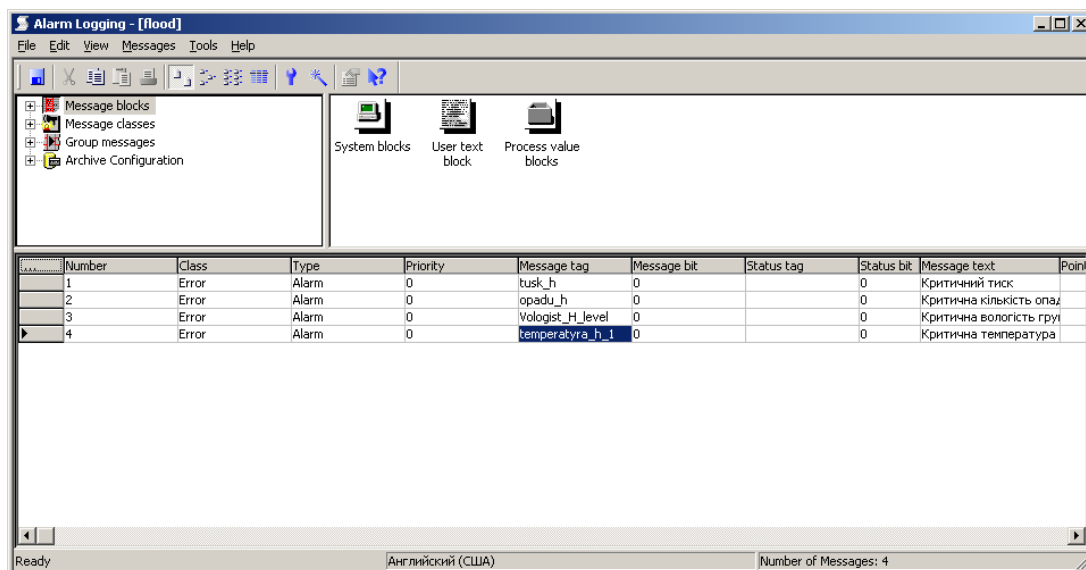 Alarm Logging - [flood]
File Edit View Messages Tools Help
Message blocks
Message classes
Group messages
Archive Configuration
System blocks
User text block
Process value blocks
... Number Class Type Priority Message tag Message bit Status tag Status bit Message text
1 Error Alarm 0 tusk_h 0 0 Критичний тиск
2 Error Alarm 0 opadu_h 0 0 Критична кількість опад
3 Error Alarm 0 Vologist_H_level 0 0 Критична вологість
4 Error Alarm 0 temperatyra_h_1 0 0 Критична температура
Ready Английский (США) Number of Messages: 4